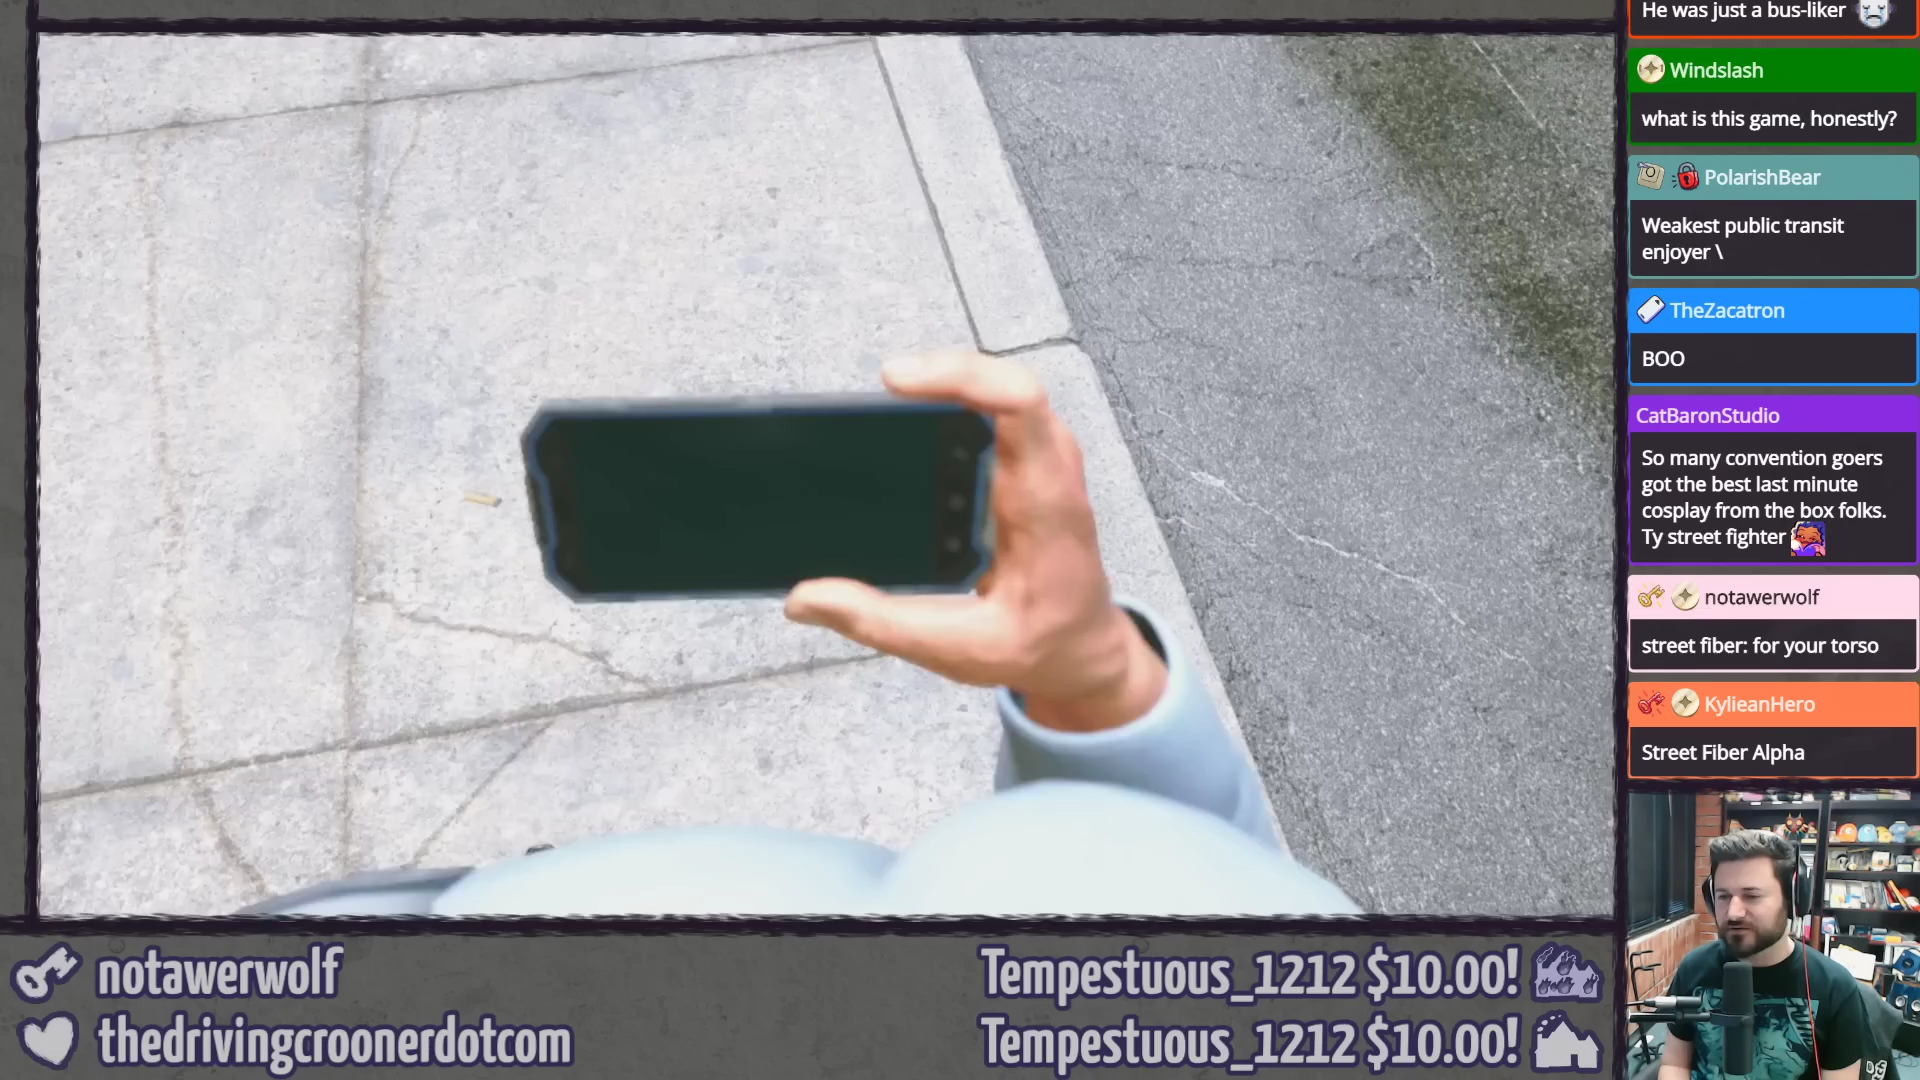 He was just a bus-liker
Windslash
what is this game, honestly?
PolarishBear
Weakest public transit
enjoyer \
TheZacatron
BOO
CatBaronStudio
So many convention goers
got the best last minute
cosplay from the box folks.
Ty street fighter
notawerwolf
street fiber: for your torso
KylieanHero
Street Fiber Alpha
notawerwolf
thedrivingcroonerdotcom
Tempestuous_1212 $10.00!
Tempestuous_1212 $10.00!